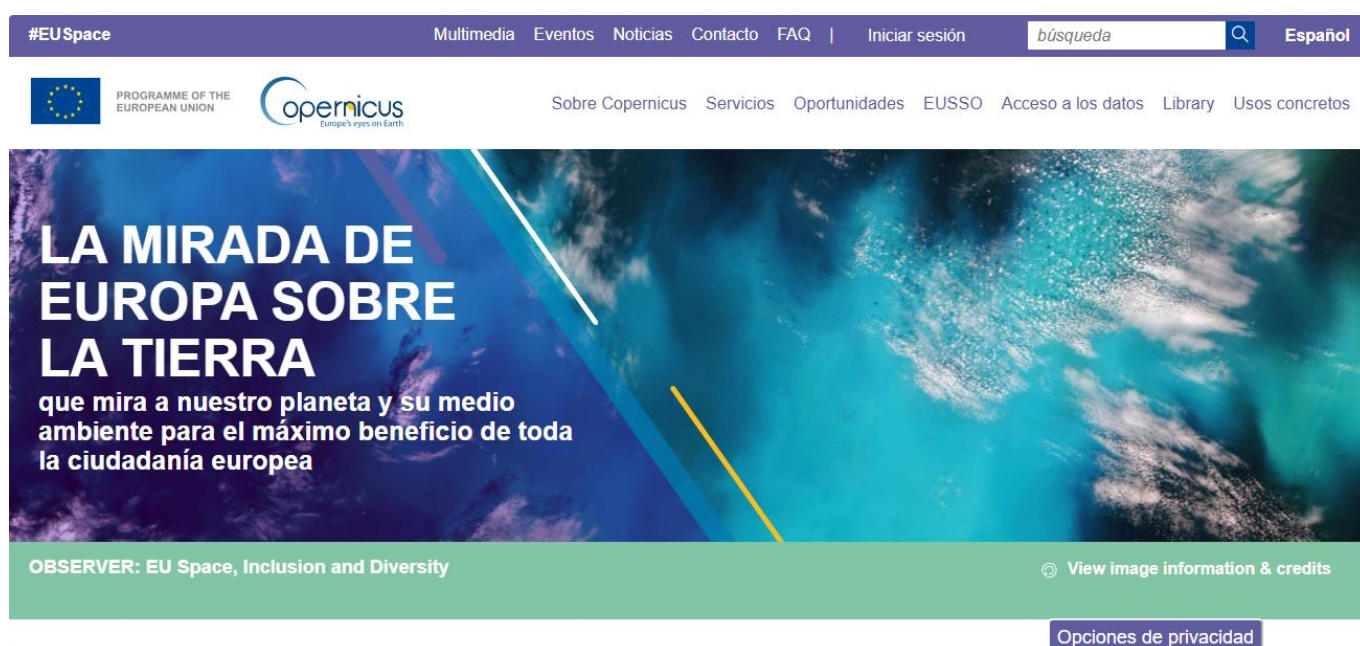 #EUSpace Multimedia Eventos Noticias Contacto FAQ | Iniciar sesión búsqueda Español
PROGRAMME OF THE
EUROPEAN UNION
Copernicus
Europe's eyes on Earth
Sobre Copernicus Servicios Oportunidades EUSSO Acceso a los datos Library Usos concretos
LA MIRADA DE
EUROPA SOBRE
LA TIERRA
que mira a nuestro planeta y su medio
ambiente para el máximo beneficio de toda
la ciudadanía europea
OBSERVER: EU Space, Inclusion and Diversity View image information & credits
Opciones de privacidad